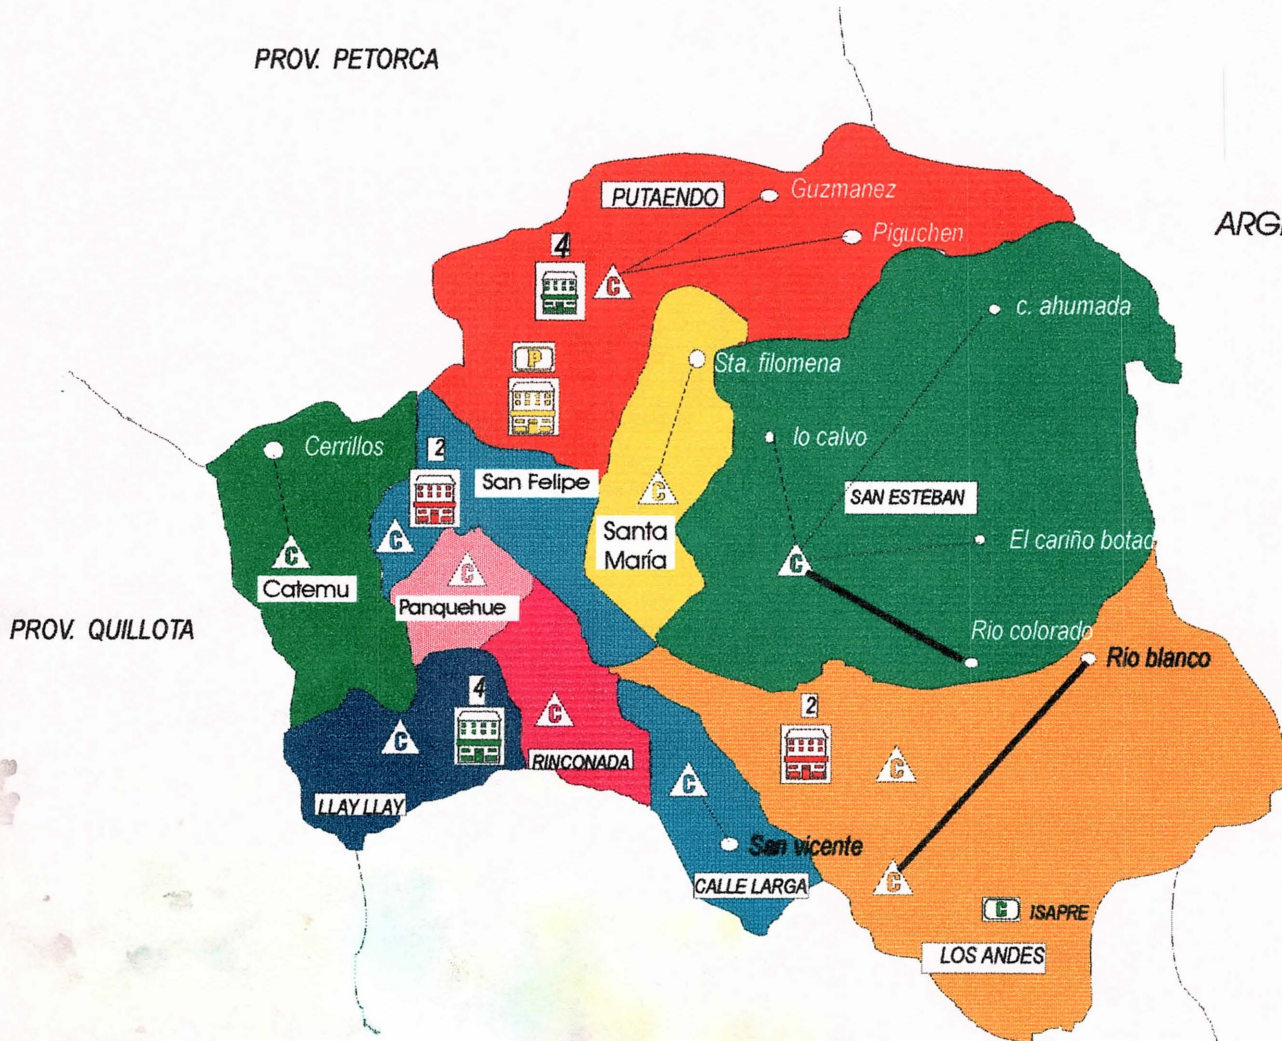 PROV. PETORCA
PUTAENDO
Guzmanez
ARG
Piguchen
4
C
c. ahumada
P
Sta. filomena
Cerrillos
2
lo calvo
San Felipe
C
SAN ESTEBAN
C
C
Santa
María
El cariño botad
C
C
Catemu
Panquehue
PROV. QUILLOTA
Rio colorado
Rio blanco
4
2
C
C
RINCONADA
C
C
LLAY LLAY
San vicente
CALLE LARGA
C
C
ISAPRE
LOS ANDES